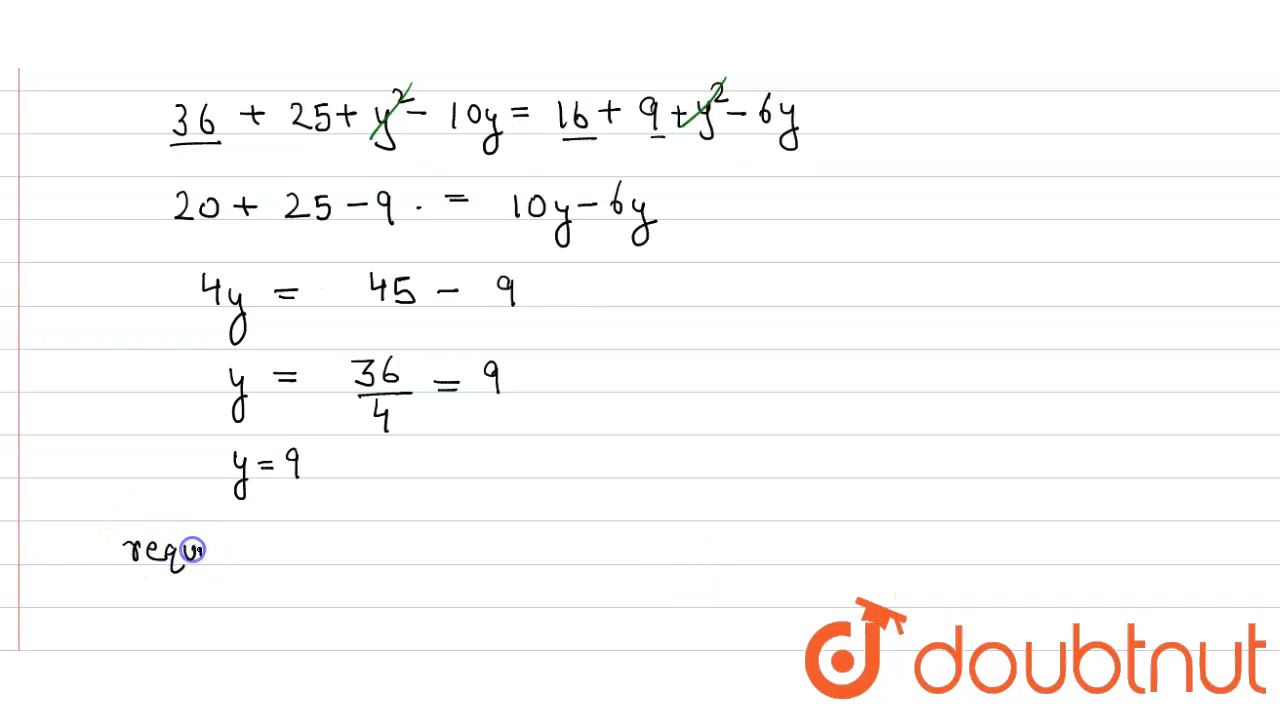 36 + 25 + y² - 10y = 16 + 9 + y² - 6y
20 + 25 - 9 . = 10y - 6y
4y = 45 - 9
y = 36/4 = 9
y = 9
requi
doubtnut